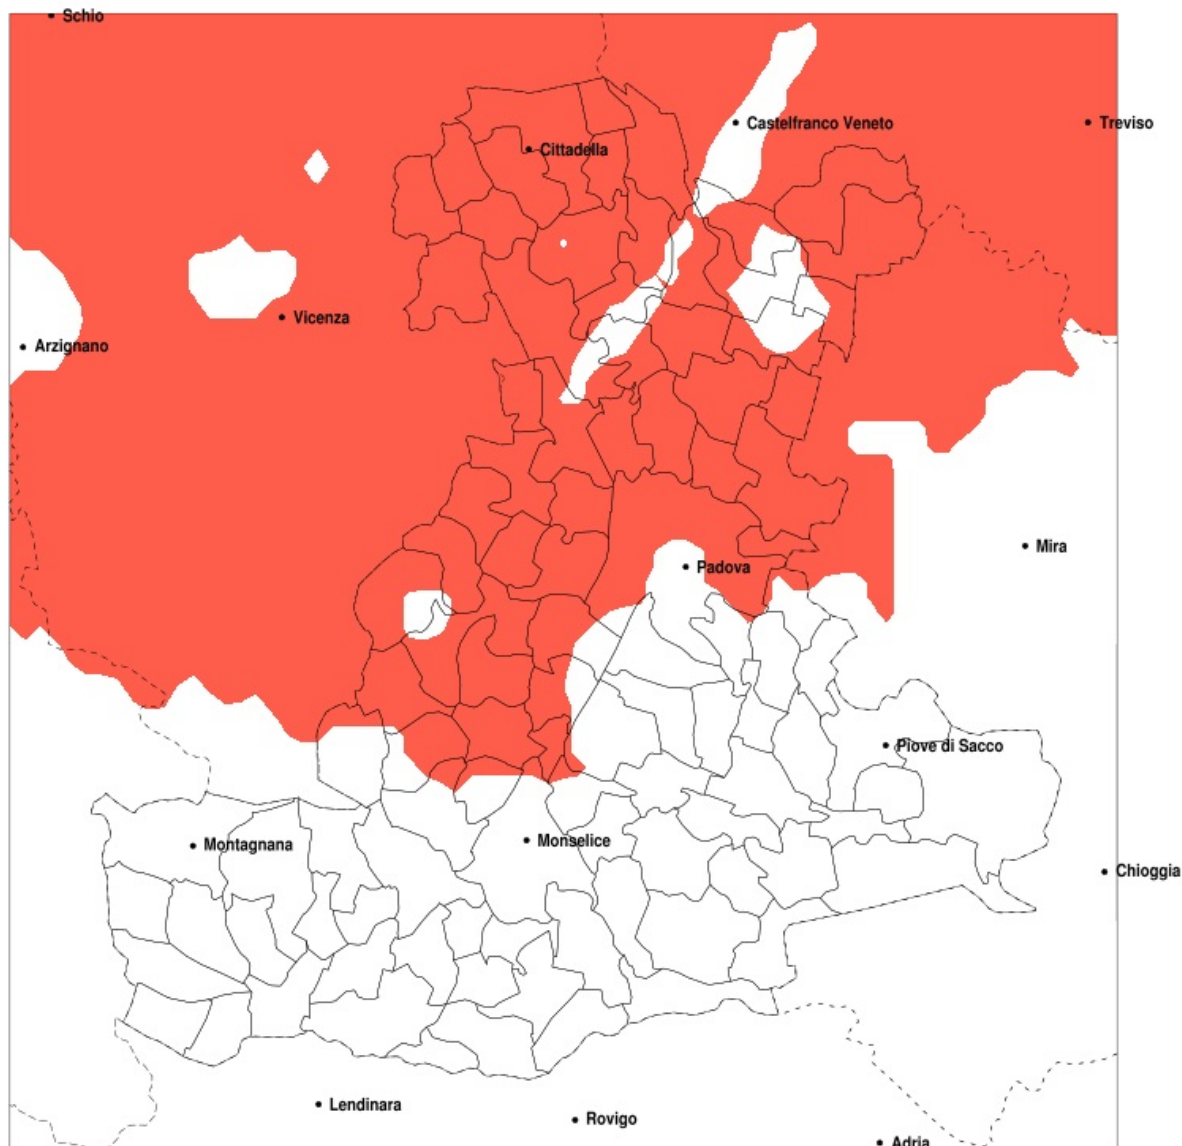 Schio
Castelfranco Veneto
Treviso
Cittadella
Vicenza
Arzignano
Mira
Padova
Piove di Sacco
Monselice
Montagnana
Chioggia
Lendinara
Rovigo
Adria